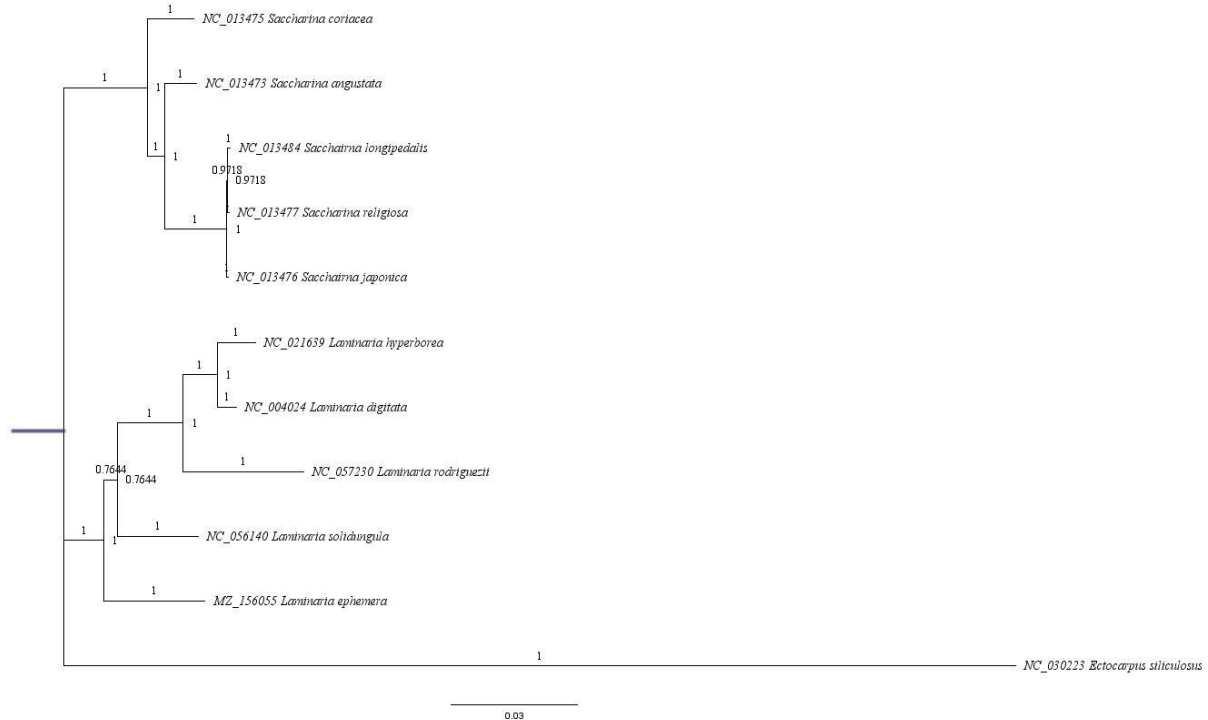 1
NC_013475 Saccharina coriacea
1
1
NC_013473 Saccharina angustata
1
1
NC_013484 Sacchairna longipedalis
1
1
0.9718
0.9718
1
NC_013477 Saccharina religiosa
1
1
1
NC_013476 Sacchairna japonica
1
NC_021639 Laminaria hyperborea
1
1
1
NC_004024 Laminaria digitata
1
1
1
NC_057230 Laminaria rodriguezii
0.7644
0.7644
1
NC_056140 Laminaria solidungula
1
1
1
MZ_156055 Laminaria ephemera
1
NC_030223 Ectocarpus siliculosus
0.03